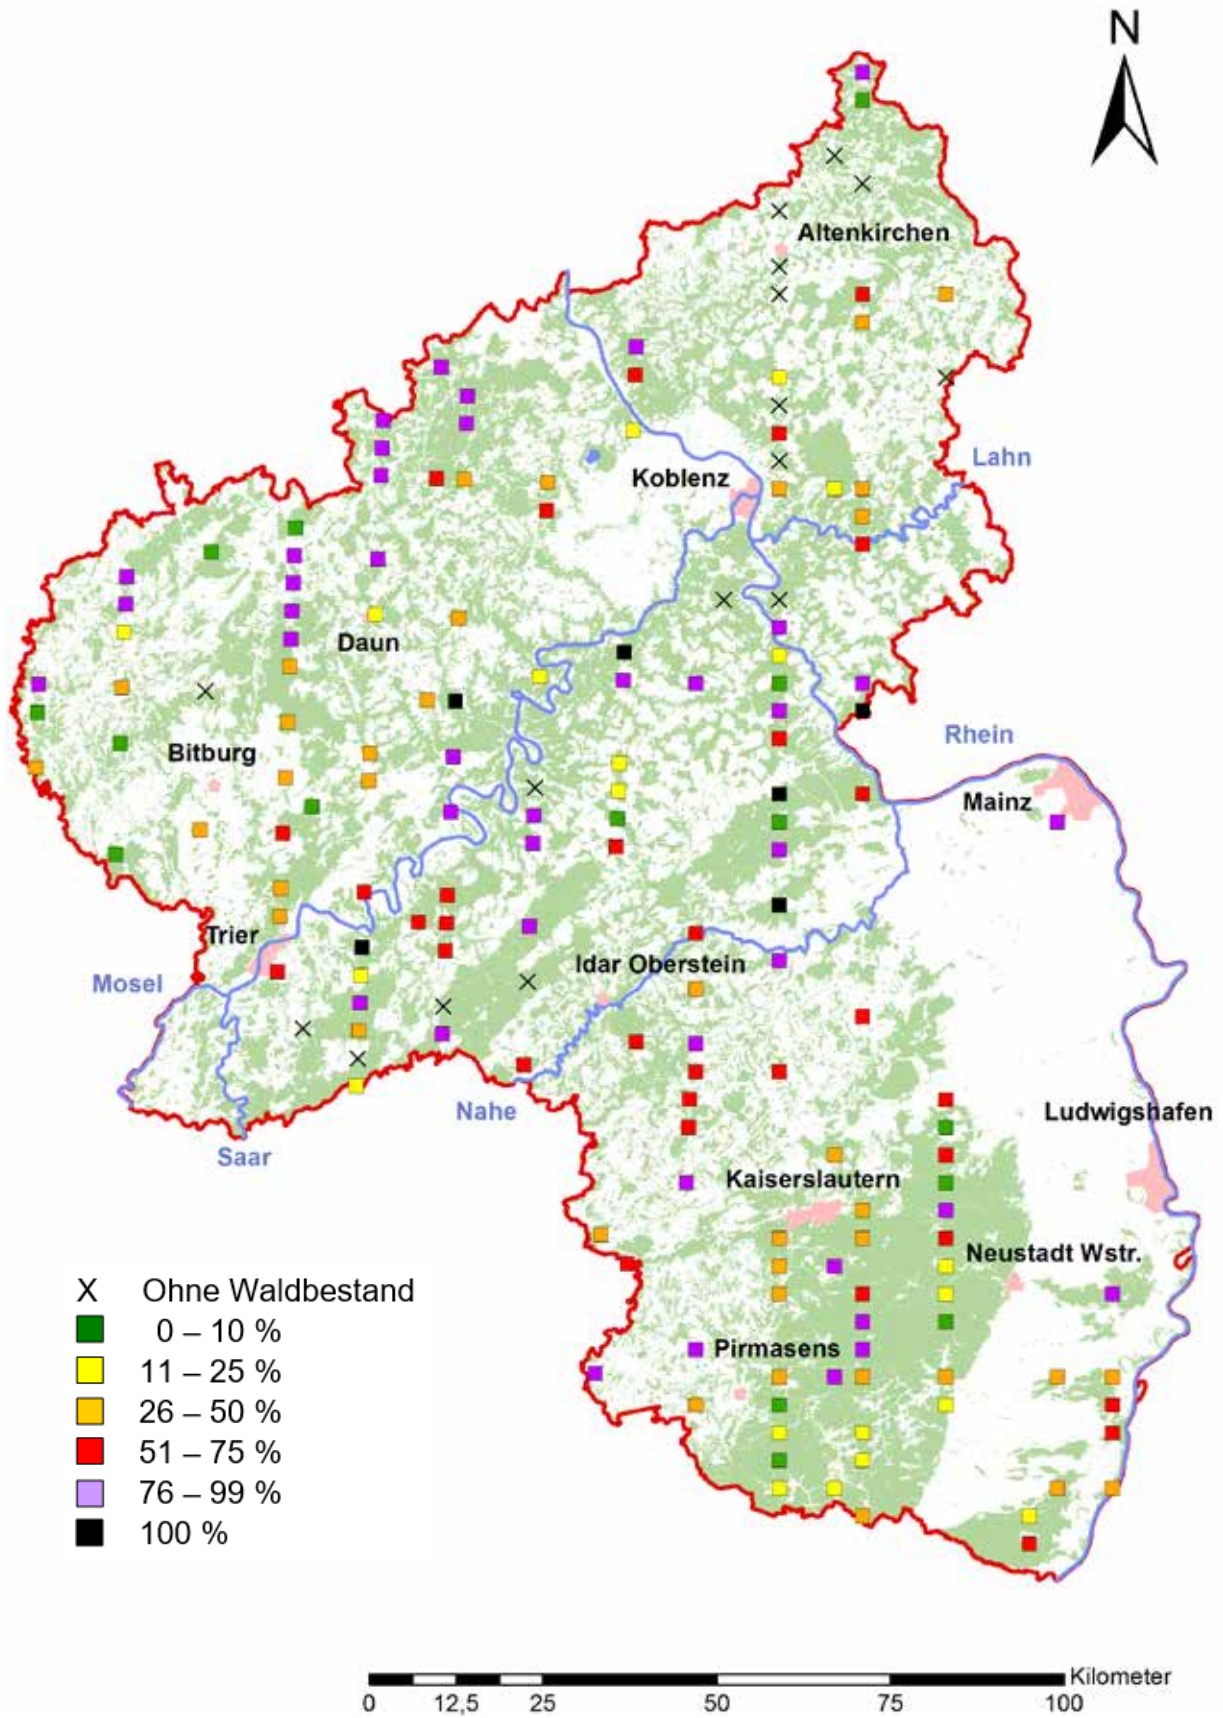 N
Altenkirchen
Lahn
Koblenz
Daun
Rhein
Bitburg
Mainz
Trier
Idar Oberstein
Mosel
Nahe
Ludwigshafen
Saar
Kaiserslautern
Neustadt Wstr.
X Ohne Waldbestand
0 – 10 %
11 – 25 %
26 – 50 %
51 – 75 %
76 – 99 %
100 %
Pirmasens
Kilometer
0 12,5 25 50 75 100